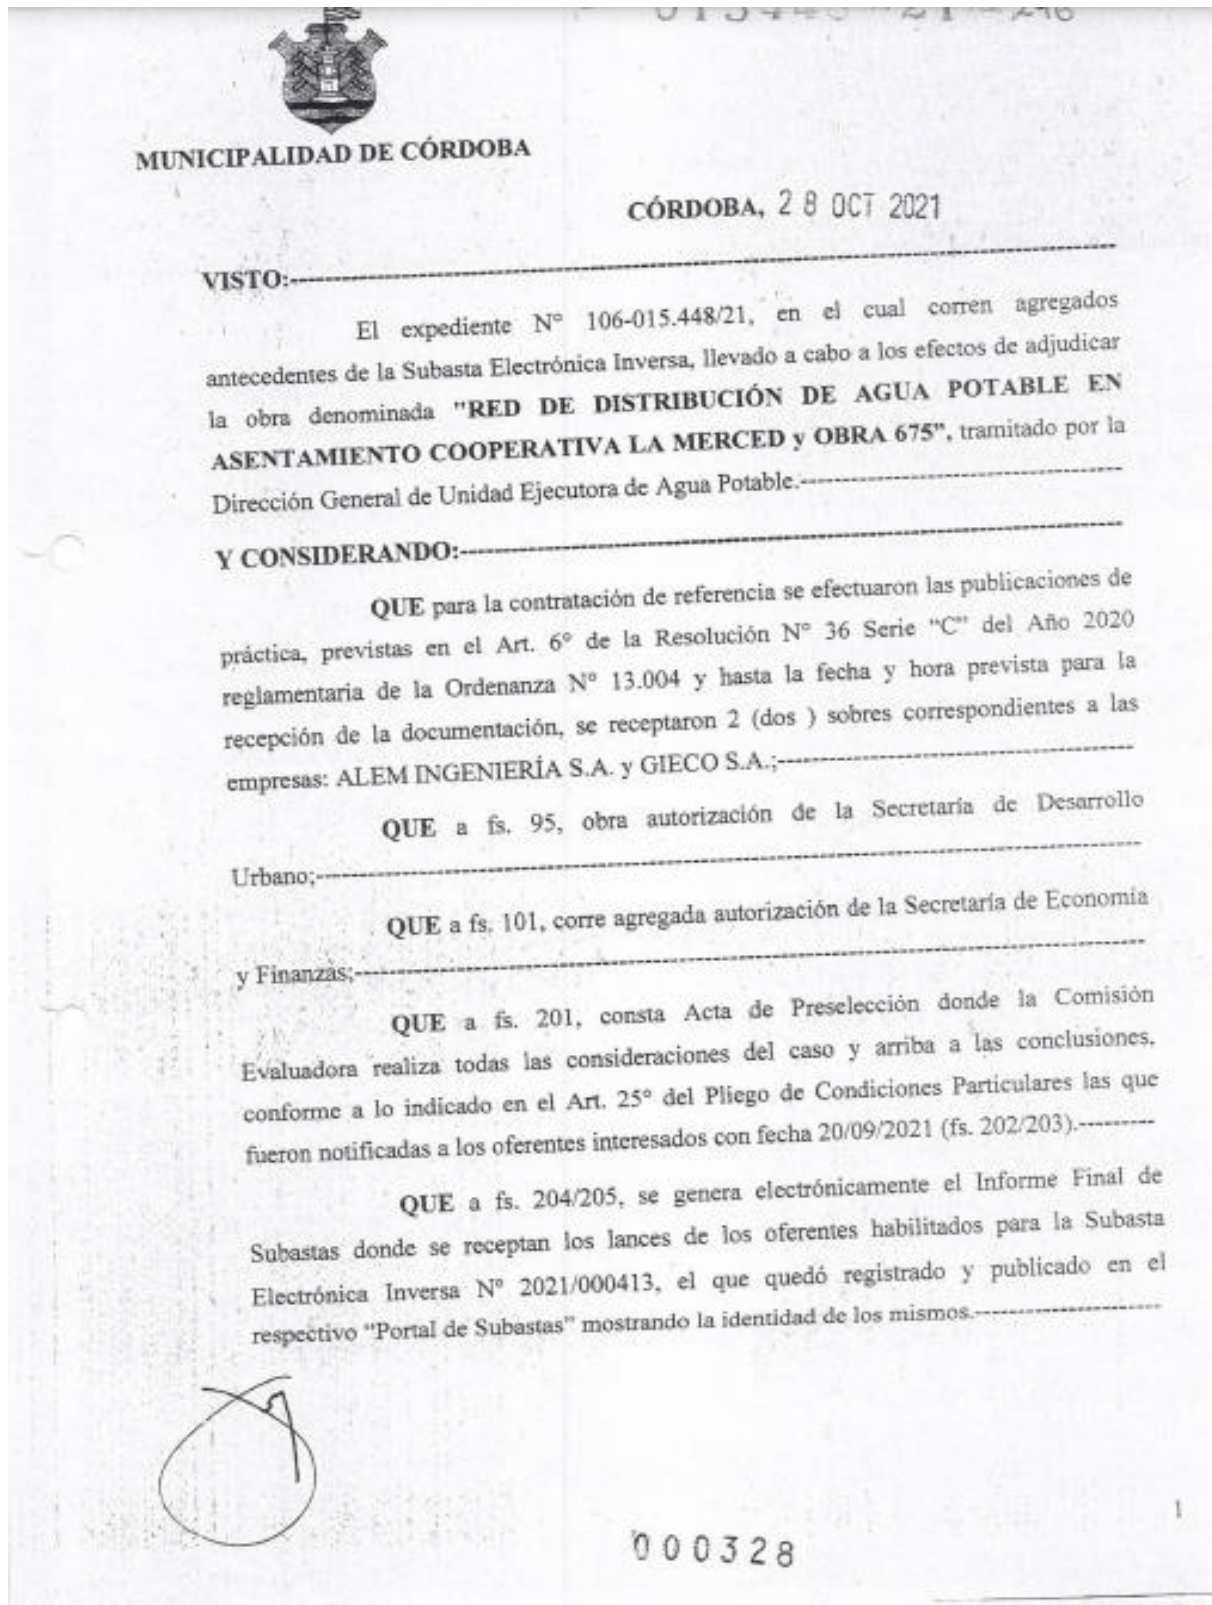 MUNICIPALIDAD DE CÓRDOBA
CÓRDOBA, 28 OCT 2021
VISTO:--------------------------------------------------------------------------------
El expediente N° 106-015.448/21, en el cual corren agregados
antecedentes de la Subasta Electrónica Inversa, llevado a cabo a los efectos de adjudicar
la obra denominada "RED DE DISTRIBUCIÓN DE AGUA POTABLE EN
ASENTAMIENTO COOPERATIVA LA MERCED y OBRA 675", tramitado por la
Dirección General de Unidad Ejecutora de Agua Potable.--------------------------------
Y CONSIDERANDO:----------------------------------------------------------------
QUE para la contratación de referencia se efectuaron las publicaciones de
práctica, previstas en el Art. 6° de la Resolución N° 36 Serie "C" del Año 2020
reglamentaria de la Ordenanza N° 13.004 y hasta la fecha y hora prevista para la
recepción de la documentación, se receptaron 2 (dos ) sobres correspondientes a las
empresas: ALEM INGENIERÍA S.A. y GIECO S.A.;-----------------------------------
QUE a fs. 95, obra autorización de la Secretaría de Desarrollo
Urbano;--------------------------------------------------------------------------------
QUE a fs. 101, corre agregada autorización de la Secretaría de Economía
y Finanzas;----------------------------------------------------------------------------
QUE a fs. 201, consta Acta de Preselección donde la Comisión
Evaluadora realiza todas las consideraciones del caso y arriba a las conclusiones,
conforme a lo indicado en el Art. 25° del Pliego de Condiciones Particulares las que
fueron notificadas a los oferentes interesados con fecha 20/09/2021 (fs. 202/203).---------
QUE a fs. 204/205, se genera electrónicamente el Informe Final de
Subastas donde se receptan los lances de los oferentes habilitados para la Subasta
Electrónica Inversa N° 2021/000413, el que quedó registrado y publicado en el
respectivo "Portal de Subastas" mostrando la identidad de los mismos.--------------------
1
000328